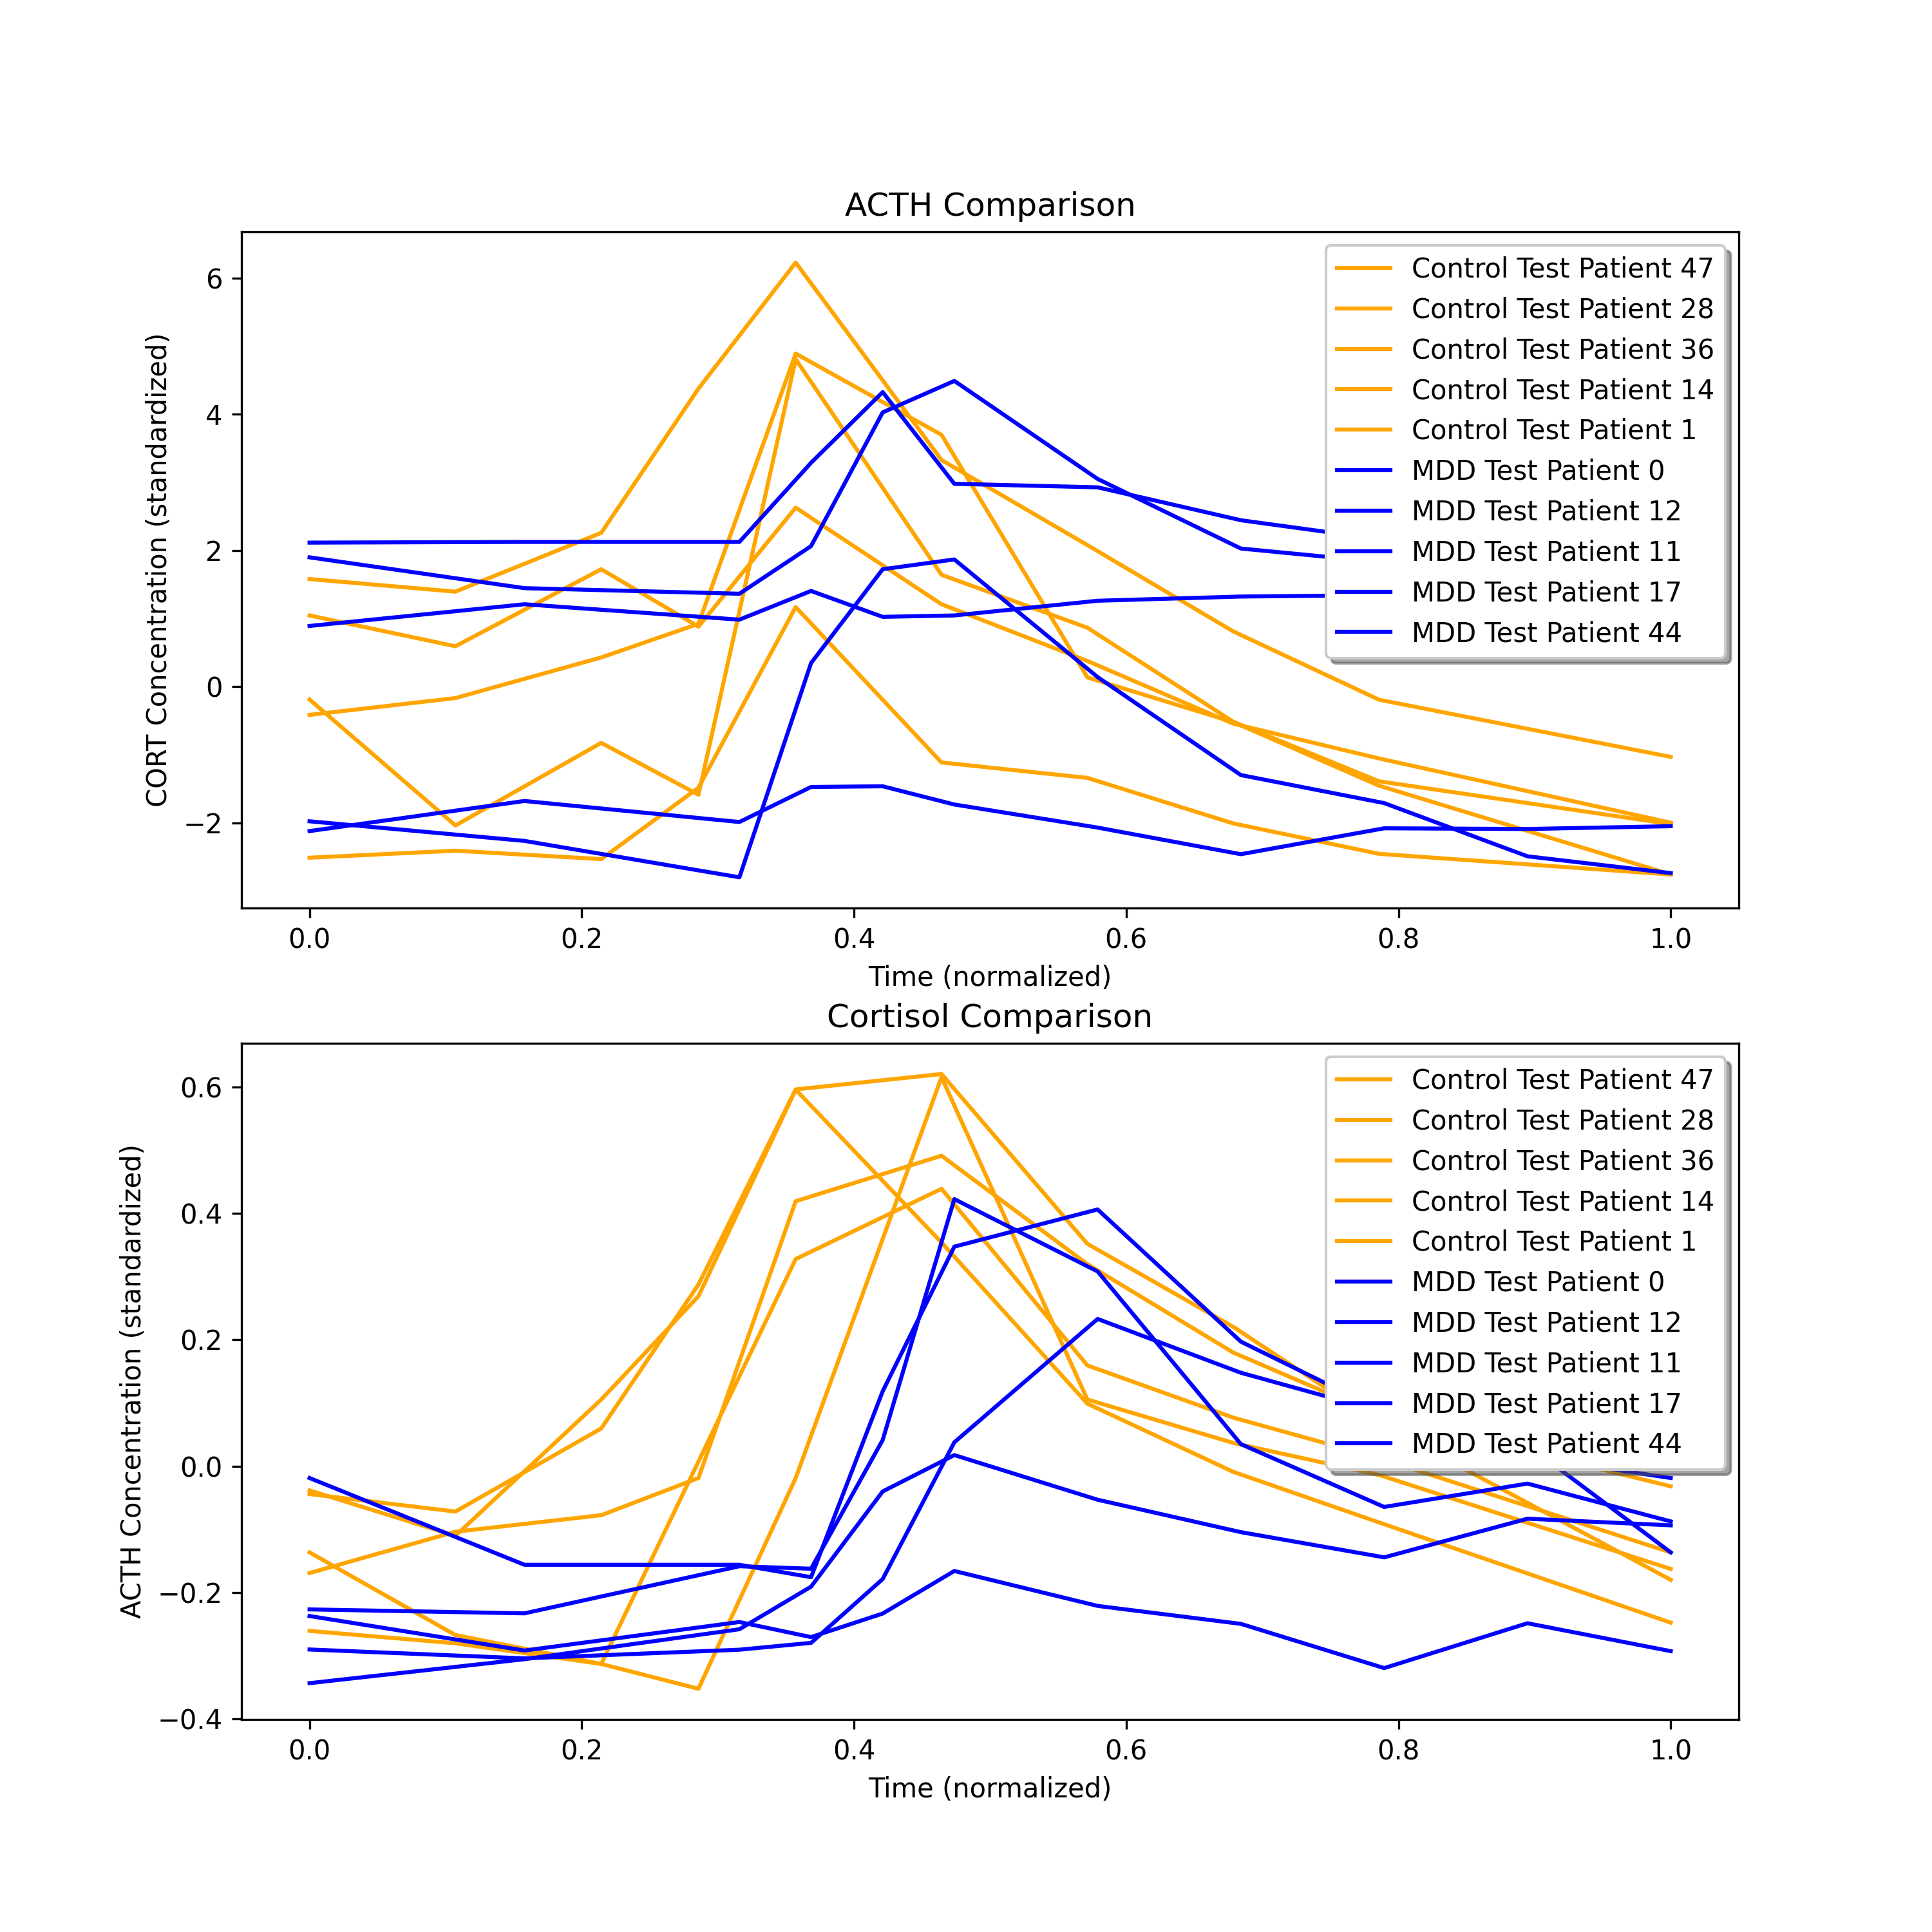 ACTH Comparison
CORT Concentration (standardized)
6
4
2
0
−2
Control Test Patient 47
Control Test Patient 28
Control Test Patient 36
Control Test Patient 14
Control Test Patient 1
MDD Test Patient 0
MDD Test Patient 12
MDD Test Patient 11
MDD Test Patient 17
MDD Test Patient 44
0.0 0.2 0.4 0.6 0.8 1.0
Time (normalized)
Cortisol Comparison
ACTH Concentration (standardized)
0.6
0.4
0.2
0.0
−0.2
−0.4
Control Test Patient 47
Control Test Patient 28
Control Test Patient 36
Control Test Patient 14
Control Test Patient 1
MDD Test Patient 0
MDD Test Patient 12
MDD Test Patient 11
MDD Test Patient 17
MDD Test Patient 44
0.0 0.2 0.4 0.6 0.8 1.0
Time (normalized)